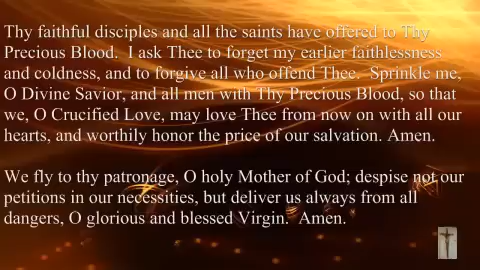 Thy faithful disciples and all the saints have offered to Thy
Precious Blood.  I ask Thee to forget my earlier faithlessness
and coldness, and to forgive all who offend Thee.  Sprinkle me,
O Divine Savior, and all men with Thy Precious Blood, so that
we, O Crucified Love, may love Thee from now on with all our
hearts, and worthily honor the price of our salvation. Amen.
We fly to thy patronage, O holy Mother of God; despise not our
petitions in our necessities, but deliver us always from all
dangers, O glorious and blessed Virgin.  Amen.